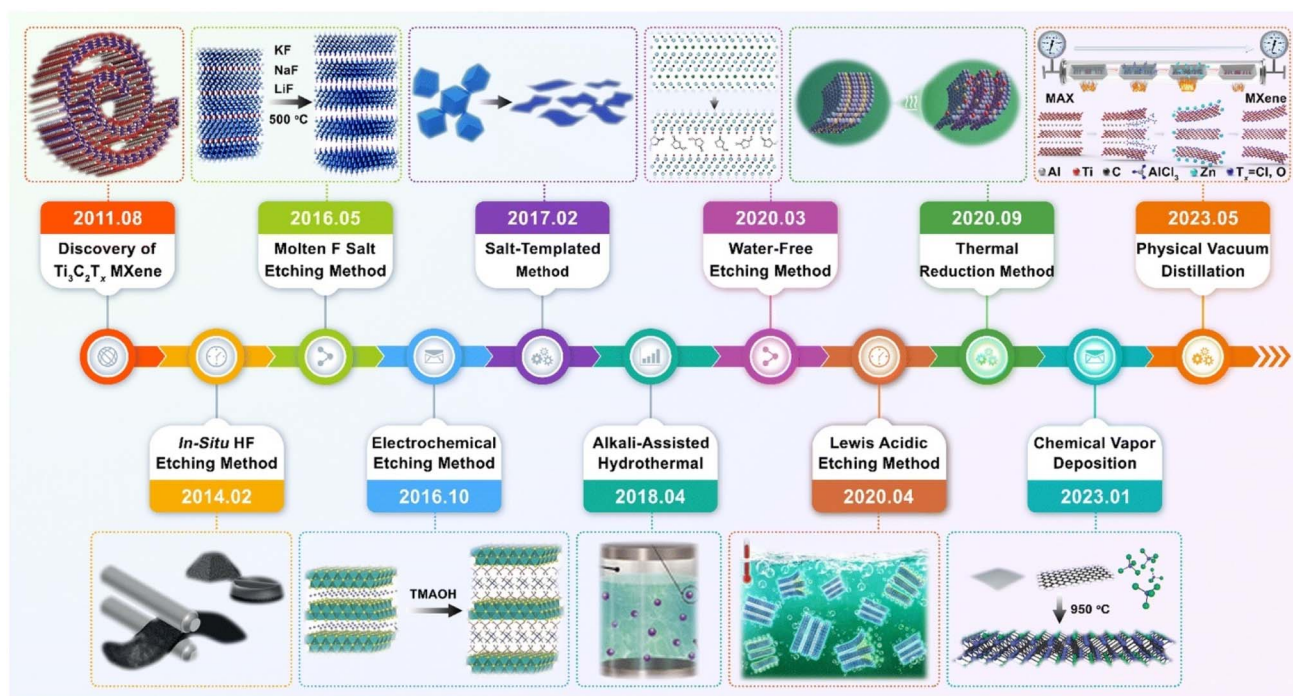 KF
NaF
LiF
500 °C
MAX
MXene
Al Ti C AlCl₃ Zn Tₓ=Cl, O
2011.08
Discovery of
Ti₃C₂Tₓ MXene
2016.05
Molten F Salt
Etching Method
2017.02
Salt-Templated
Method
2020.03
Water-Free
Etching Method
2020.09
Thermal
Reduction Method
2023.05
Physical Vacuum
Distillation
In-Situ HF
Etching Method
2014.02
Electrochemical
Etching Method
2016.10
Alkali-Assisted
Hydrothermal
2018.04
Lewis Acidic
Etching Method
2020.04
Chemical Vapor
Deposition
2023.01
TMAOH
950 °C